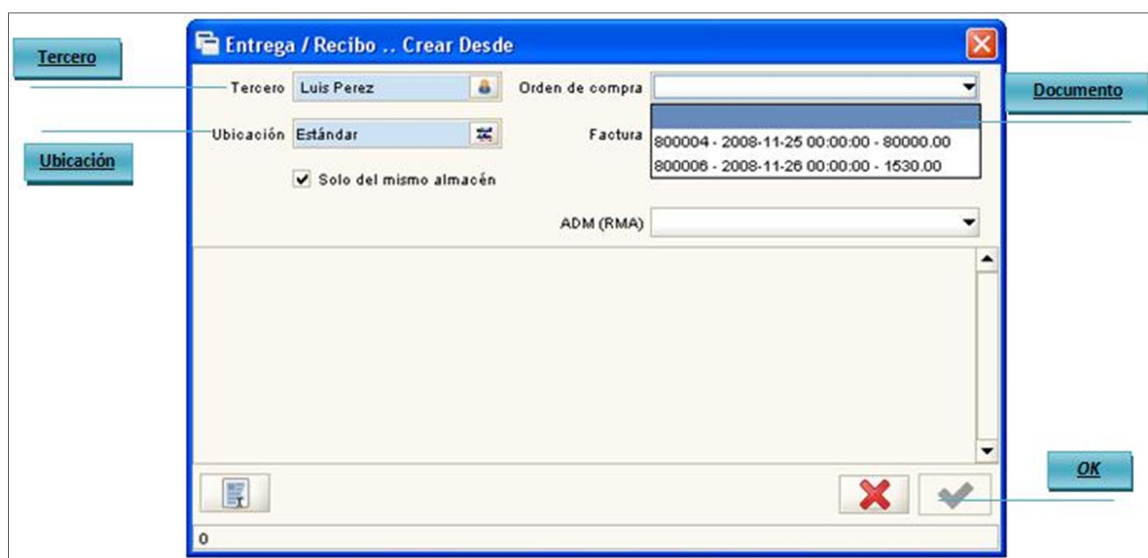 Entrega / Recibo .. Crear Desde
Tercero
Tercero Luis Perez Orden de compra
Documento
Ubicación Estándar Factura
800004 - 2008-11-25 00:00:00 - 80000.00
800006 - 2008-11-26 00:00:00 - 1530.00
Ubicación
Solo del mismo almacén
ADM (RMA)
OK
0